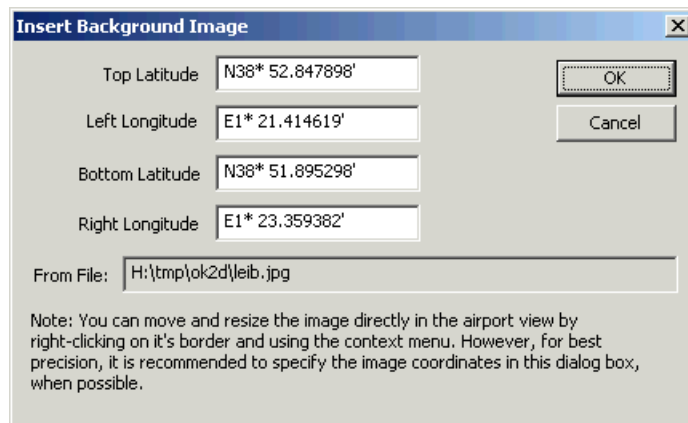 Insert Background Image
Top Latitude N38* 52.847898' OK
Left Longitude E1* 21.414619' Cancel
Bottom Latitude N38* 51.895298'
Right Longitude E1* 23.359382'
From File: H:\tmp\ok2d\leib.jpg
Note: You can move and resize the image directly in the airport view by
right-clicking on it's border and using the context menu. However, for best
precision, it is recommended to specify the image coordinates in this dialog box,
when possible.